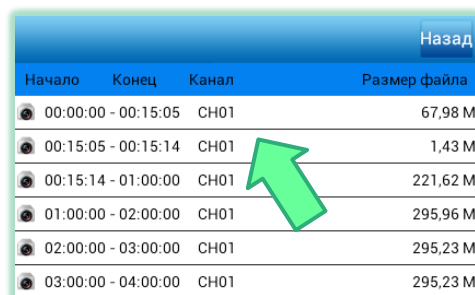 Назад
Начало Конец Канал Размер файла
00:00:00 - 00:15:05 CH01 67,98 M
00:15:05 - 00:15:14 CH01 1,43 M
00:15:14 - 01:00:00 CH01 221,62 M
01:00:00 - 02:00:00 CH01 295,96 M
02:00:00 - 03:00:00 CH01 295,23 M
03:00:00 - 04:00:00 CH01 295,23 M